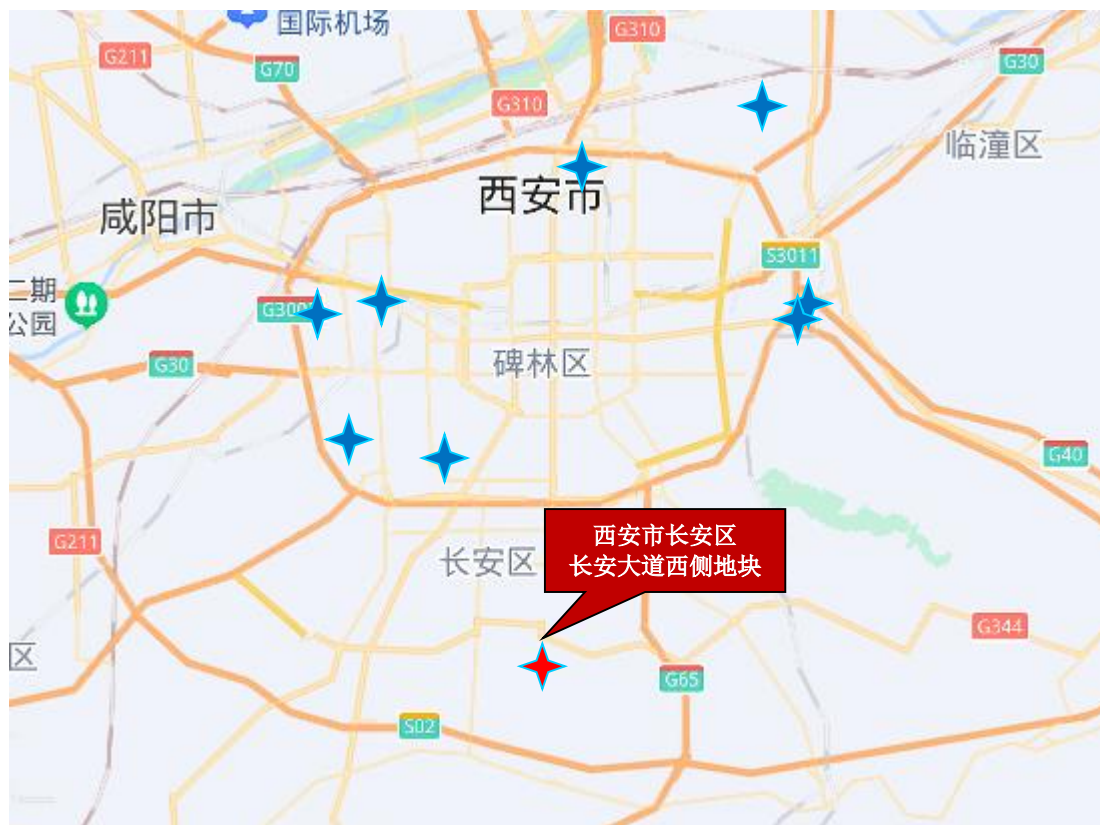 国际机场
G310
G211
G70
G30
G310
临潼区
西安市
咸阳市
S3011
二期
公园
G300
碑林区
G30
G40
西安市长安区
长安大道西侧地块
G211
长安区
G344
区
G65
S02